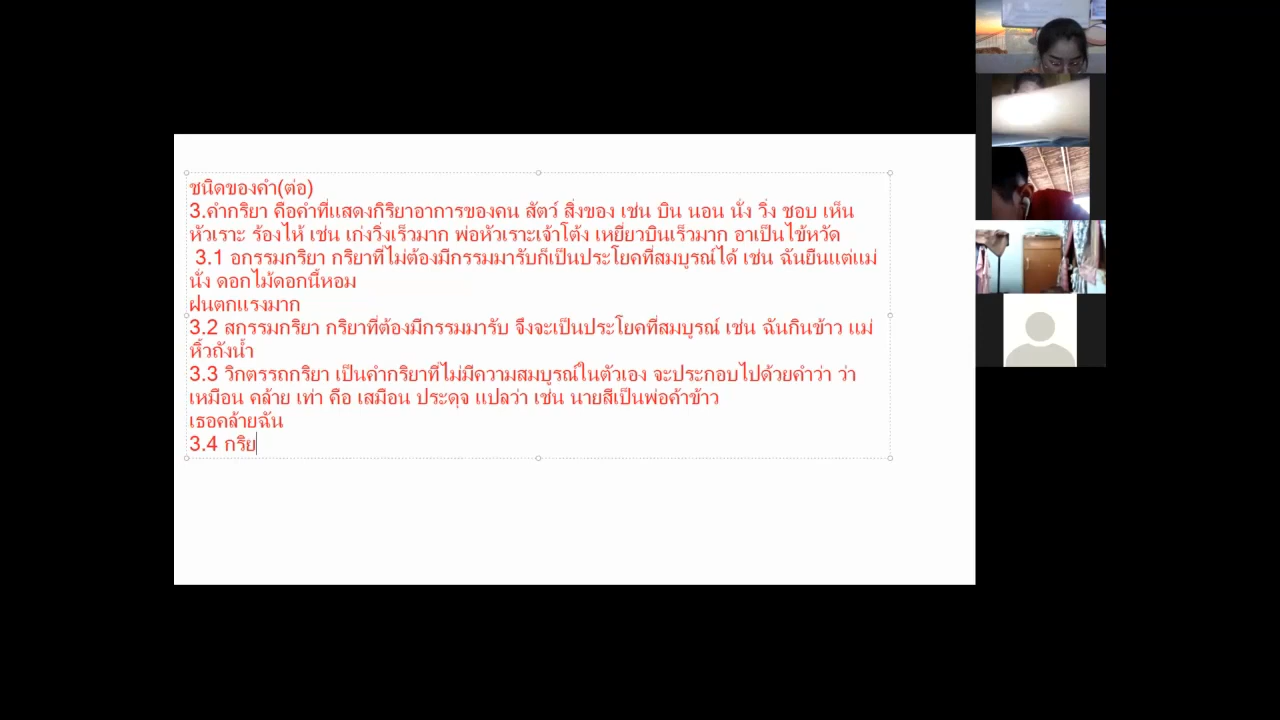 ชนิดของคำ(ต่อ)
3.คำกริยา คือคำที่แสดงกิริยาอาการของคน สัตว์ สิ่งของ เช่น บิน นอน นั่ง วิ่ง ชอบ เห็น
หัวเราะ ร้องไห้ เช่น เก่งวิ่งเร็วมาก พ่อหัวเราะเจ้าโต้ง เหยี่ยวบินเร็วมาก อาเป็นไข้หวัด
3.1 อกรรมกริยา กริยาที่ไม่ต้องมีกรรมมารับก็เป็นประโยคที่สมบูรณ์ได้ เช่น ฉันยืนแต่แม่
นั่ง ดอกไม้ดอกนี้หอม
ฝนตกแรงมาก
3.2 สกรรมกริยา กริยาที่ต้องมีกรรมมารับ จึงจะเป็นประโยคที่สมบูรณ์ เช่น ฉันกินข้าว แม่
หิ้วถังน้ำ
3.3 วิกตรรถกริยา เป็นคำกริยาที่ไม่มีความสมบูรณ์ในตัวเอง จะประกอบไปด้วยคำว่า ว่า
เหมือน คล้าย เท่า คือ เสมือน ประดุจ แปลว่า เช่น นายสีเป็นพ่อค้าข้าว
เธอคล้ายฉัน
3.4 กริย